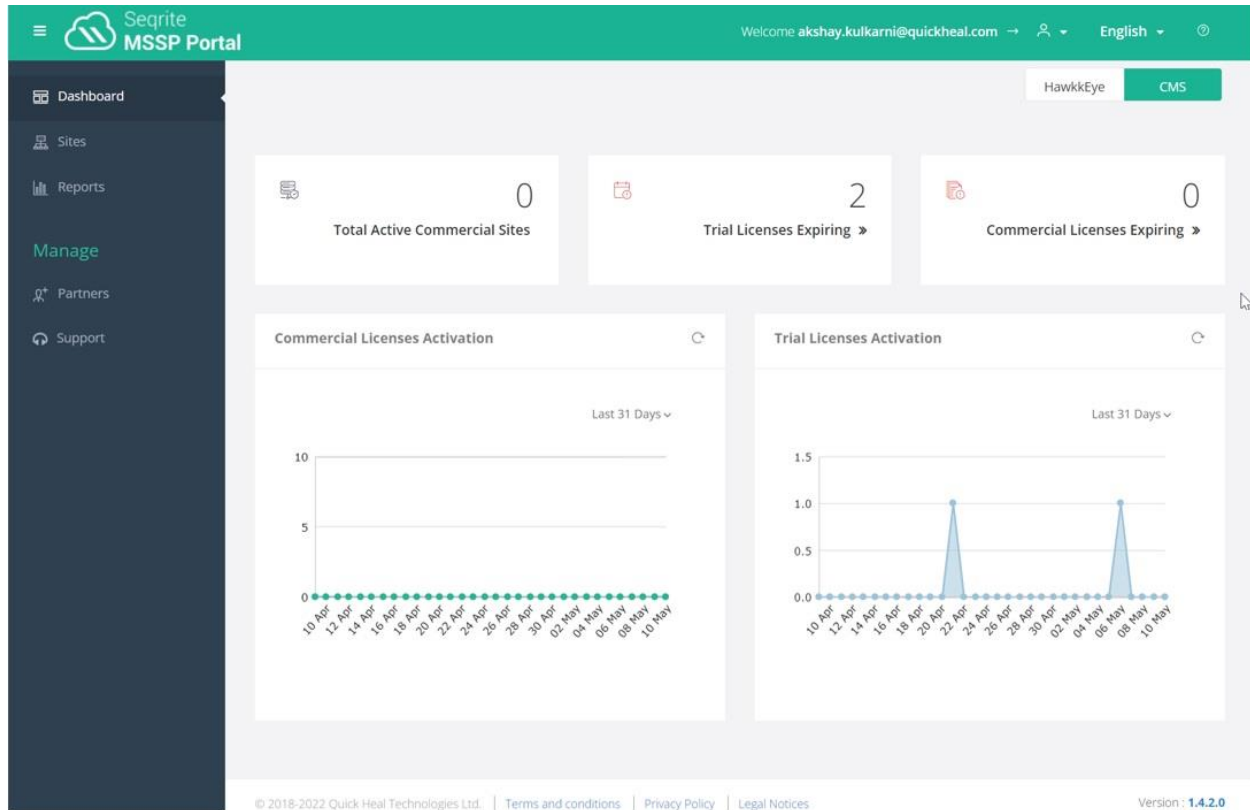 Seqrite
MSSP Portal
Welcome akshay.kulkarni@quickheal.com → English
Dashboard
Sites
Reports
Manage
Partners
Support
HawkkEye CMS
0
Total Active Commercial Sites
2
Trial Licenses Expiring »
0
Commercial Licenses Expiring »
Commercial Licenses Activation
Last 31 Days
10
5
0
10 Apr 12 Apr 14 Apr 16 Apr 18 Apr 20 Apr 22 Apr 24 Apr 26 Apr 28 Apr 30 Apr 02 May 04 May 06 May 08 May 10 May
Trial Licenses Activation
Last 31 Days
1.5
1.0
0.5
0.0
10 Apr 12 Apr 14 Apr 16 Apr 18 Apr 20 Apr 22 Apr 24 Apr 26 Apr 28 Apr 30 Apr 02 May 04 May 06 May 08 May 10 May
© 2018-2022 Quick Heal Technologies Ltd. | Terms and conditions | Privacy Policy | Legal Notices
Version : 1.4.2.0